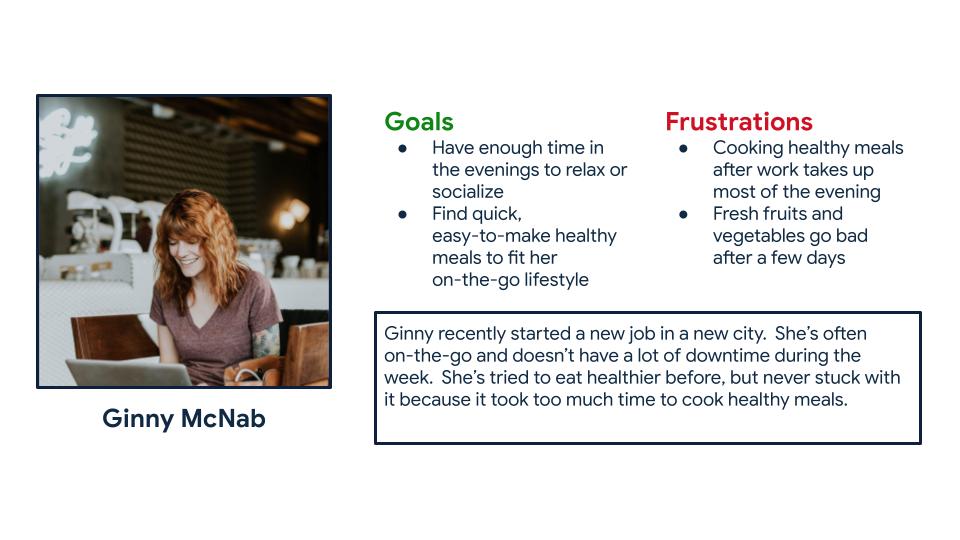 Goals
● Have enough time in
the evenings to relax or
socialize
● Find quick,
easy-to-make healthy
meals to fit her
on-the-go lifestyle
Frustrations
● Cooking healthy meals
after work takes up
most of the evening
● Fresh fruits and
vegetables go bad
after a few days
Ginny recently started a new job in a new city.  She’s often
on-the-go and doesn’t have a lot of downtime during the
week.  She’s tried to eat healthier before, but never stuck with
it because it took too much time to cook healthy meals.
Ginny McNab